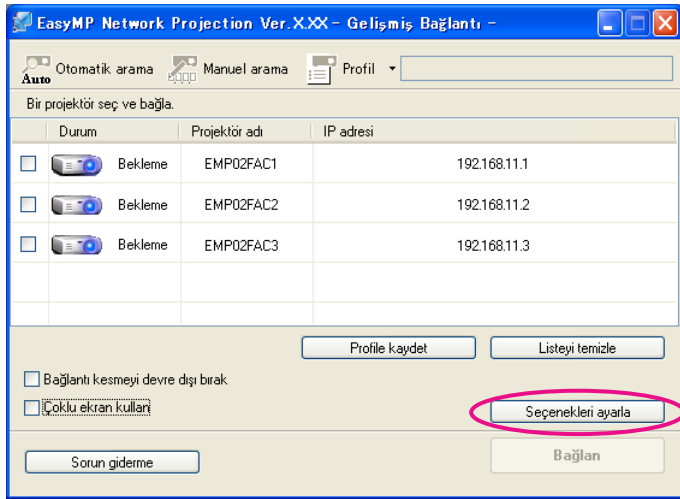 EasyMP Network Projection Ver.X.XX - Gelişmiş Bağlantı -
Auto Otomatik arama Manuel arama Profil
Bir projektör seç ve bağla.
Durum Projektör adı IP adresi
Bekleme EMP02FAC1 192.168.11.1
Bekleme EMP02FAC2 192.168.11.2
Bekleme EMP02FAC3 192.168.11.3
Profile kaydet Listeyi temizle
Bağlantı kesmeyi devre dışı bırak
Çoklu ekran kullan Seçenekleri ayarla
Sorun giderme Bağlan